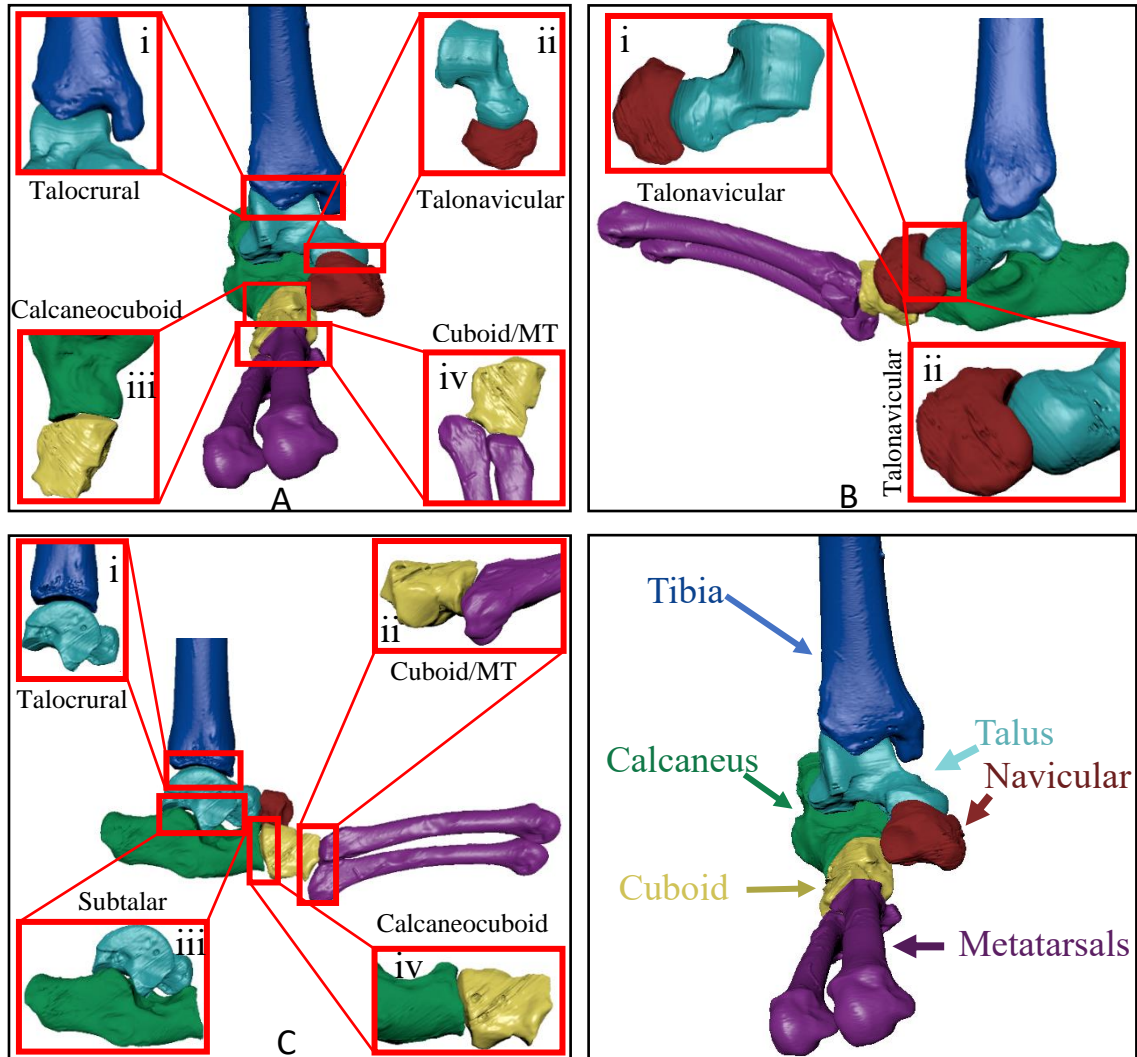 i
ii
Talocrural
Talonavicular
Calcaneocuboid
iii
Cuboid/MT
iv
A
i
Talonavicular
Talonavicular
ii
B
i
Talocrural
ii
Cuboid/MT
Subtalar
iii
Calcaneocuboid
iv
C
Tibia
Talus
Calcaneus
Navicular
Cuboid
Metatarsals